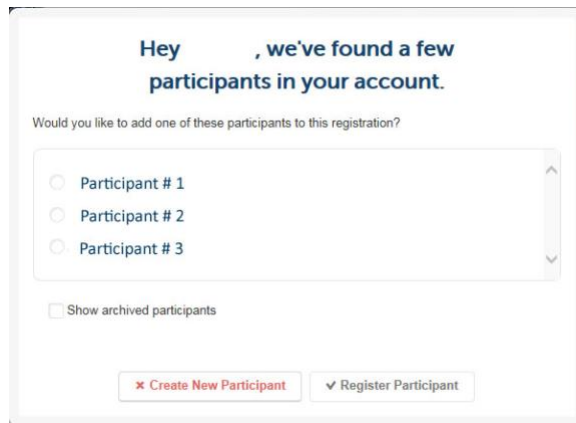 Hey , we've found a few
participants in your account.
Would you like to add one of these participants to this registration?
Participant # 1
Participant # 2
Participant # 3
Show archived participants
× Create New Participant ✔ Register Participant